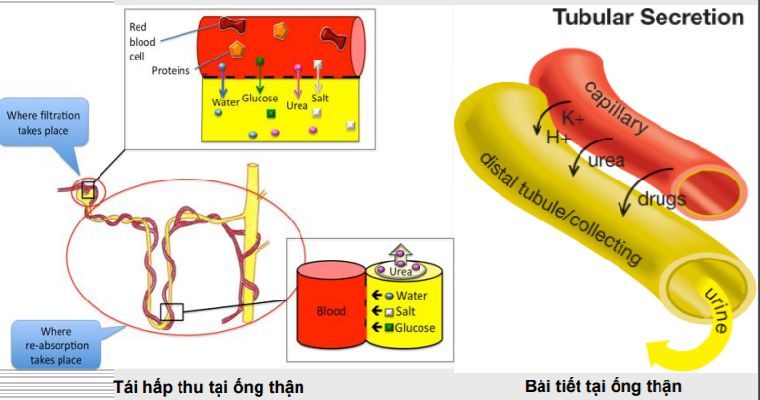 Red
blood
cell
Proteins
Water
Glucose
Urea
Salt
Where filtration
takes place
Urea
Blood
Water
Salt
Glucose
Where
re-absorption
takes place
Tái hấp thu tại ống thận
Tubular Secretion
capillary
K+
H+
urea
drugs
distal tubule/collecting
urine
Bài tiết tại ống thận